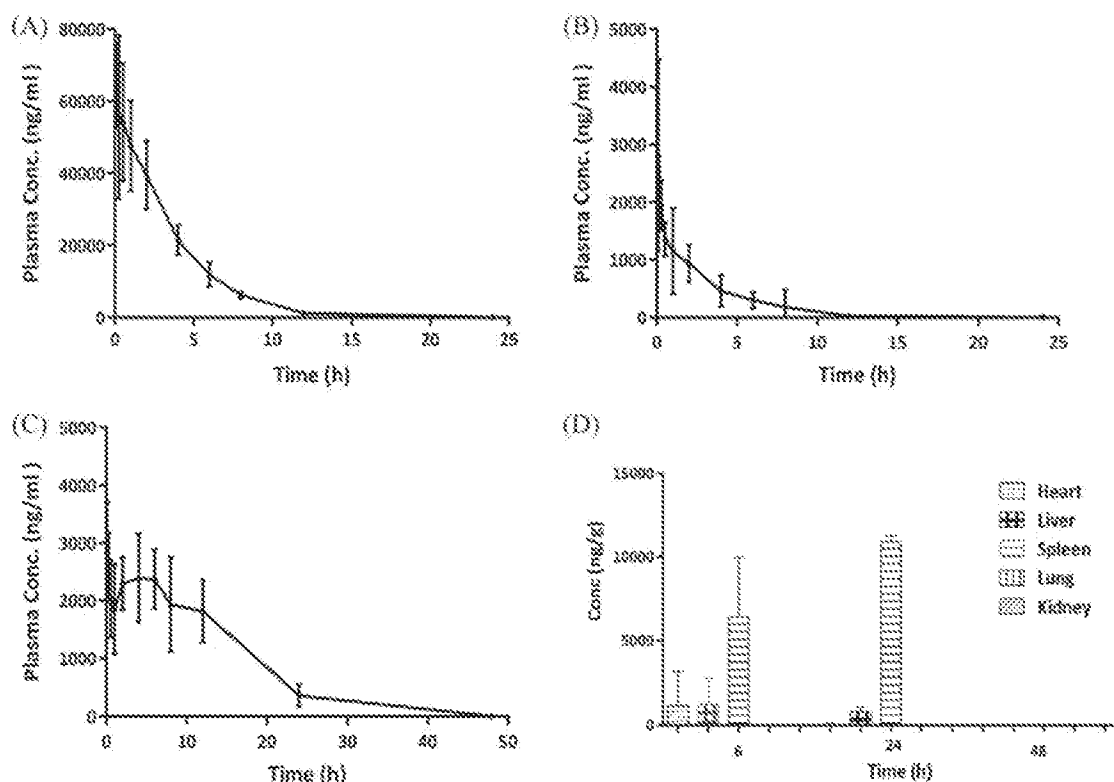 (A)
Plasma Conc. (ng/ml)
80000
60000
40000
20000
0
0 5 10 15 20 25
Time (h)
(B)
Plasma Conc. (ng/ml)
5000
4000
3000
2000
1000
0
0 5 10 15 20 25
Time (h)
(C)
Plasma Conc. (ng/ml)
5000
4000
3000
2000
1000
0
0 10 20 30 40 50
Time (h)
(D)
Conc (ng/g)
15000
10000
5000
0
6 24 48
Time (h)
Heart
Liver
Spleen
Lung
Kidney